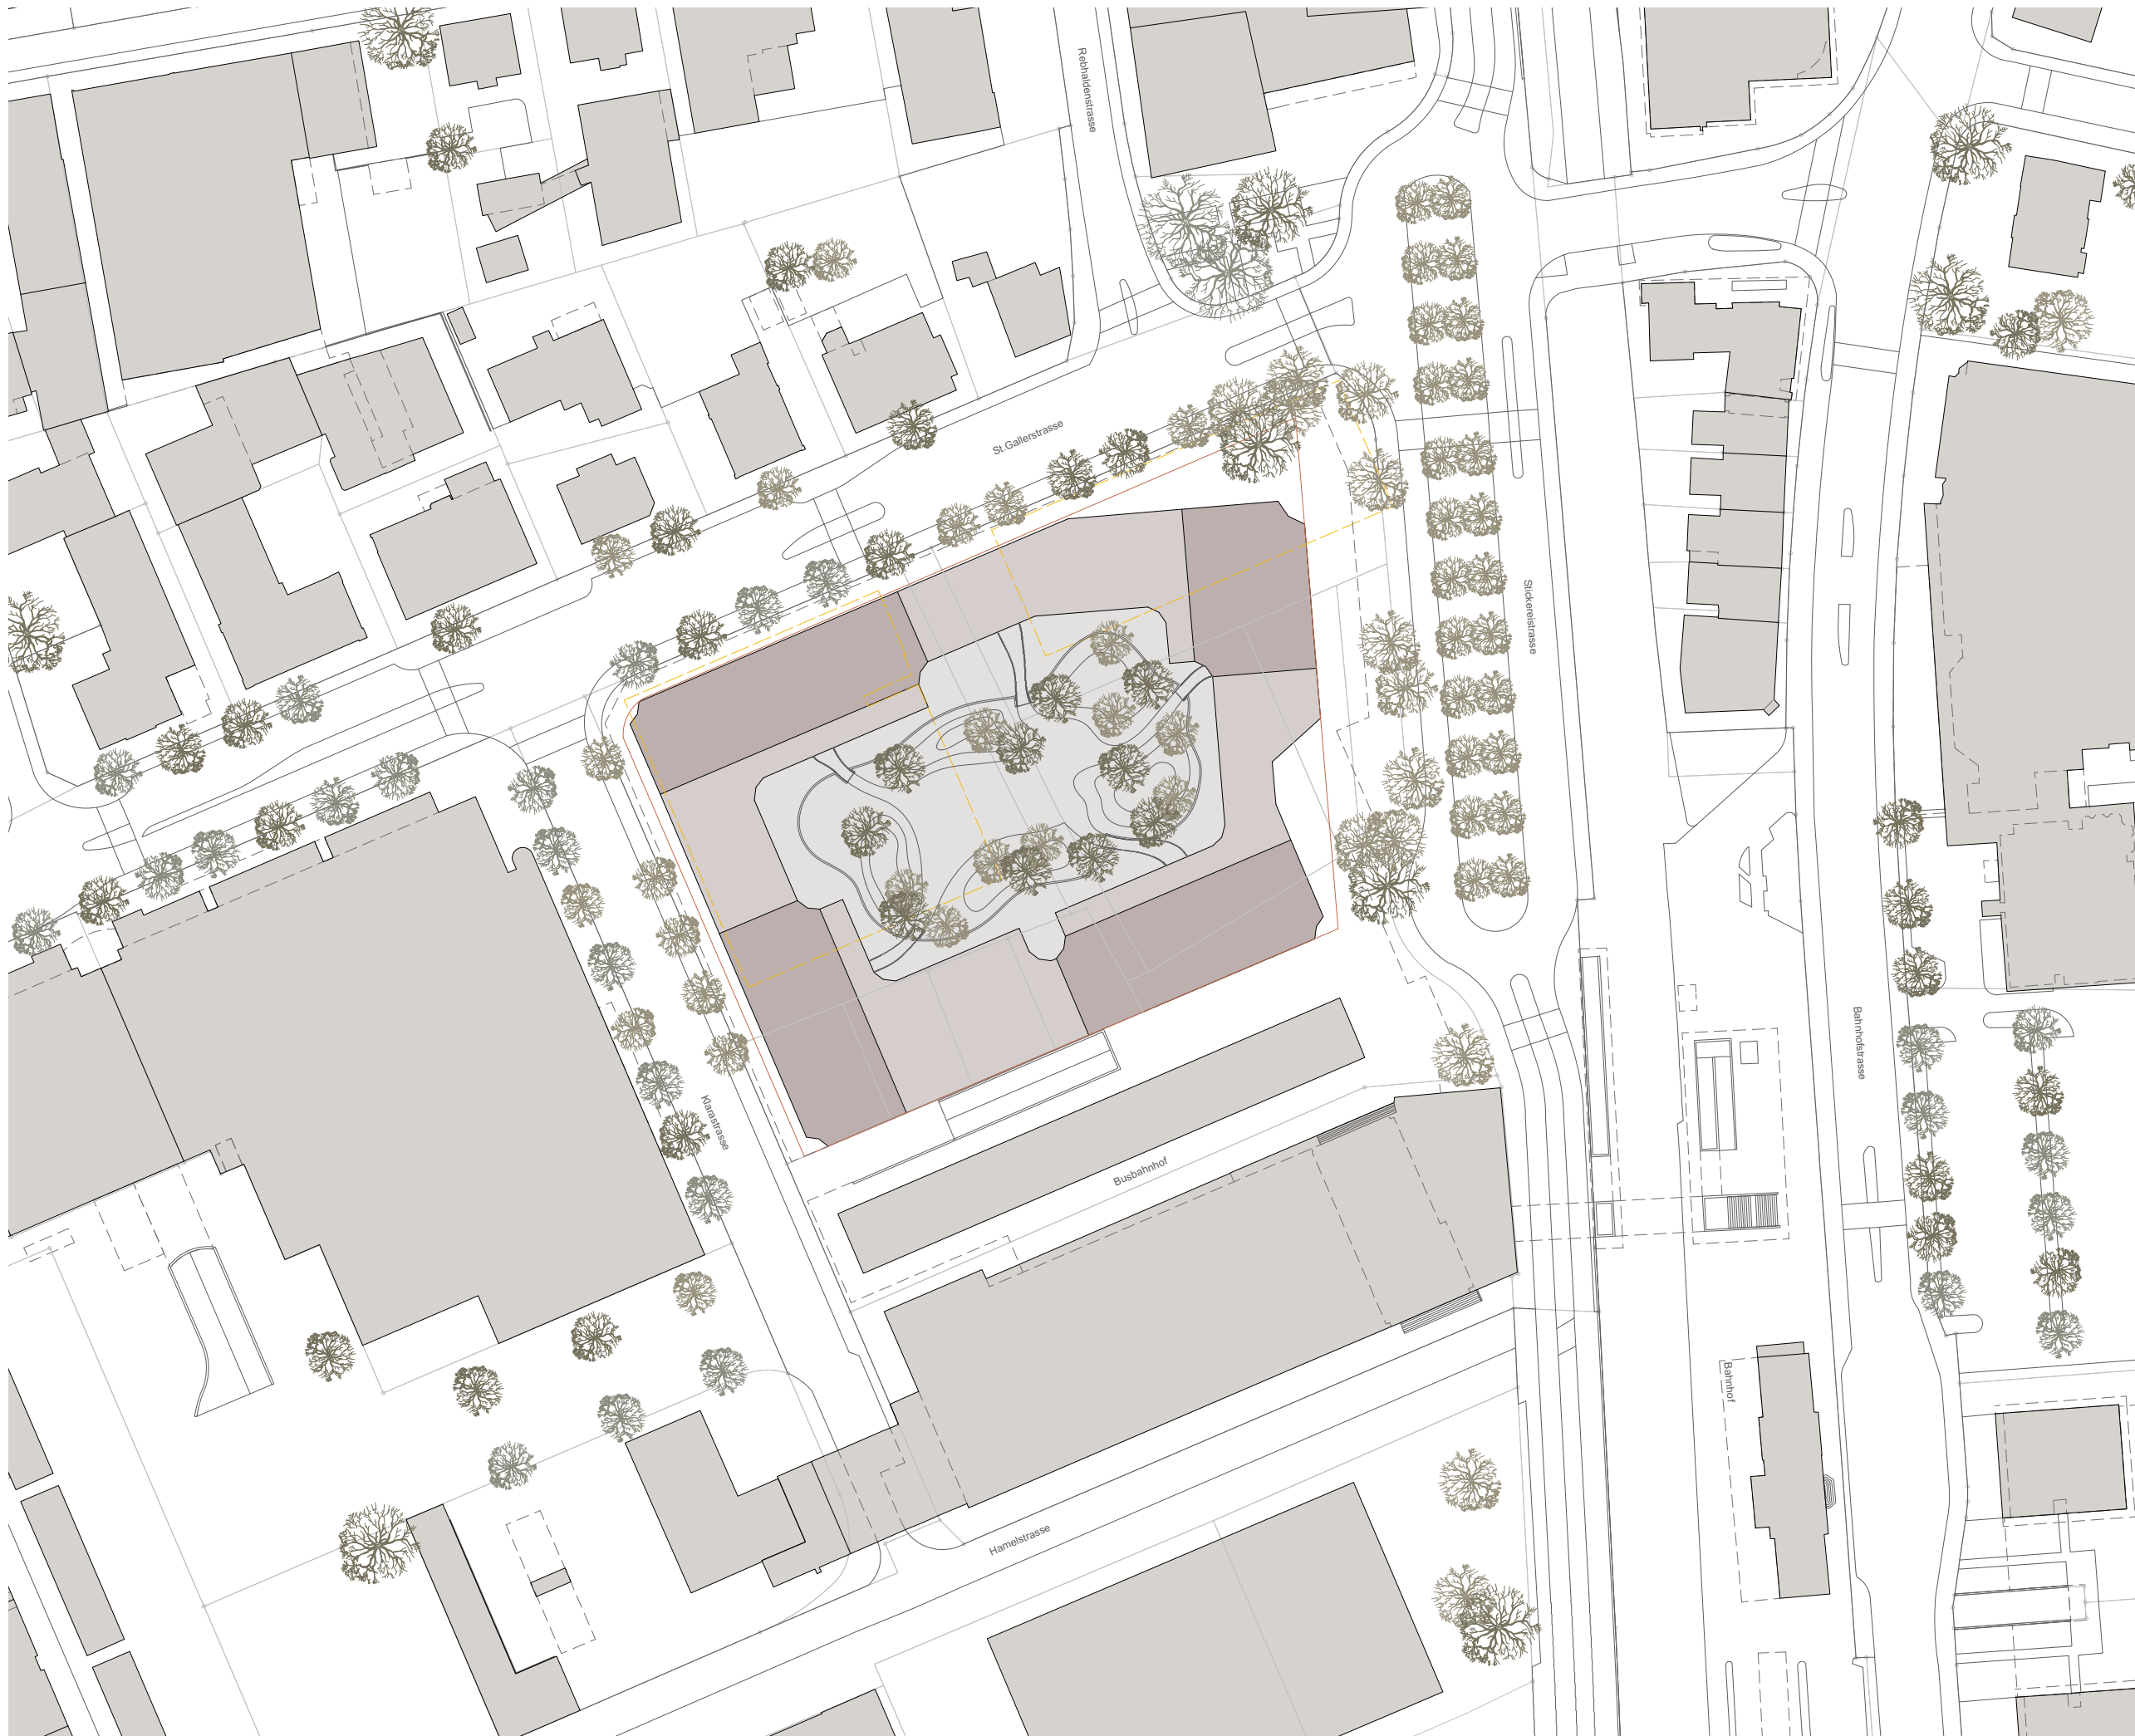 Rebhaldenstrasse
St.Gallerstrasse
Stickereistrasse
Bahnhofstrasse
Klarastrasse
Busbahnhof
Bahnhof
Hamelstrasse